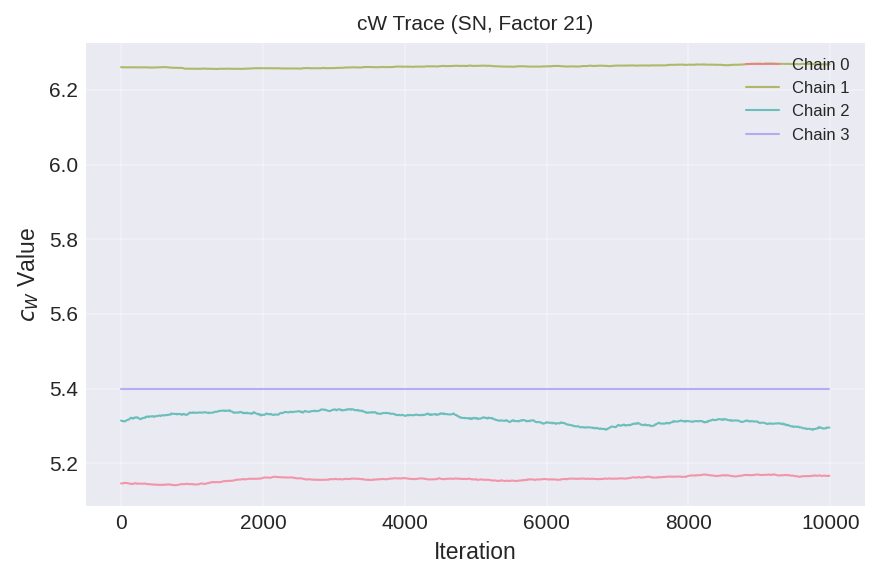 cW Trace (SN, Factor 21)
Chain 0
Chain 1
Chain 2
Chain 3
6.2
6.0
5.8
5.6
5.4
5.2
c_W Value
0 2000 4000 6000 8000 10000
Iteration